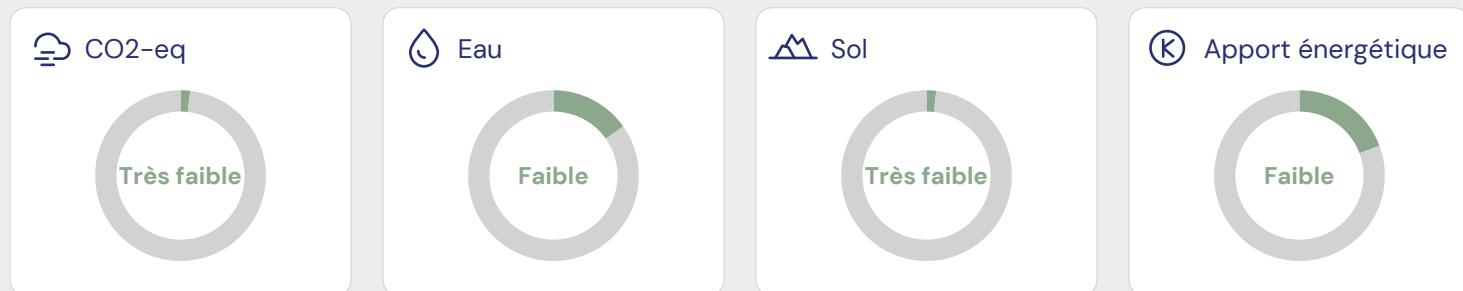 CO2-eq
Très faible
Eau
Faible
Sol
Très faible
Apport énergétique
Faible